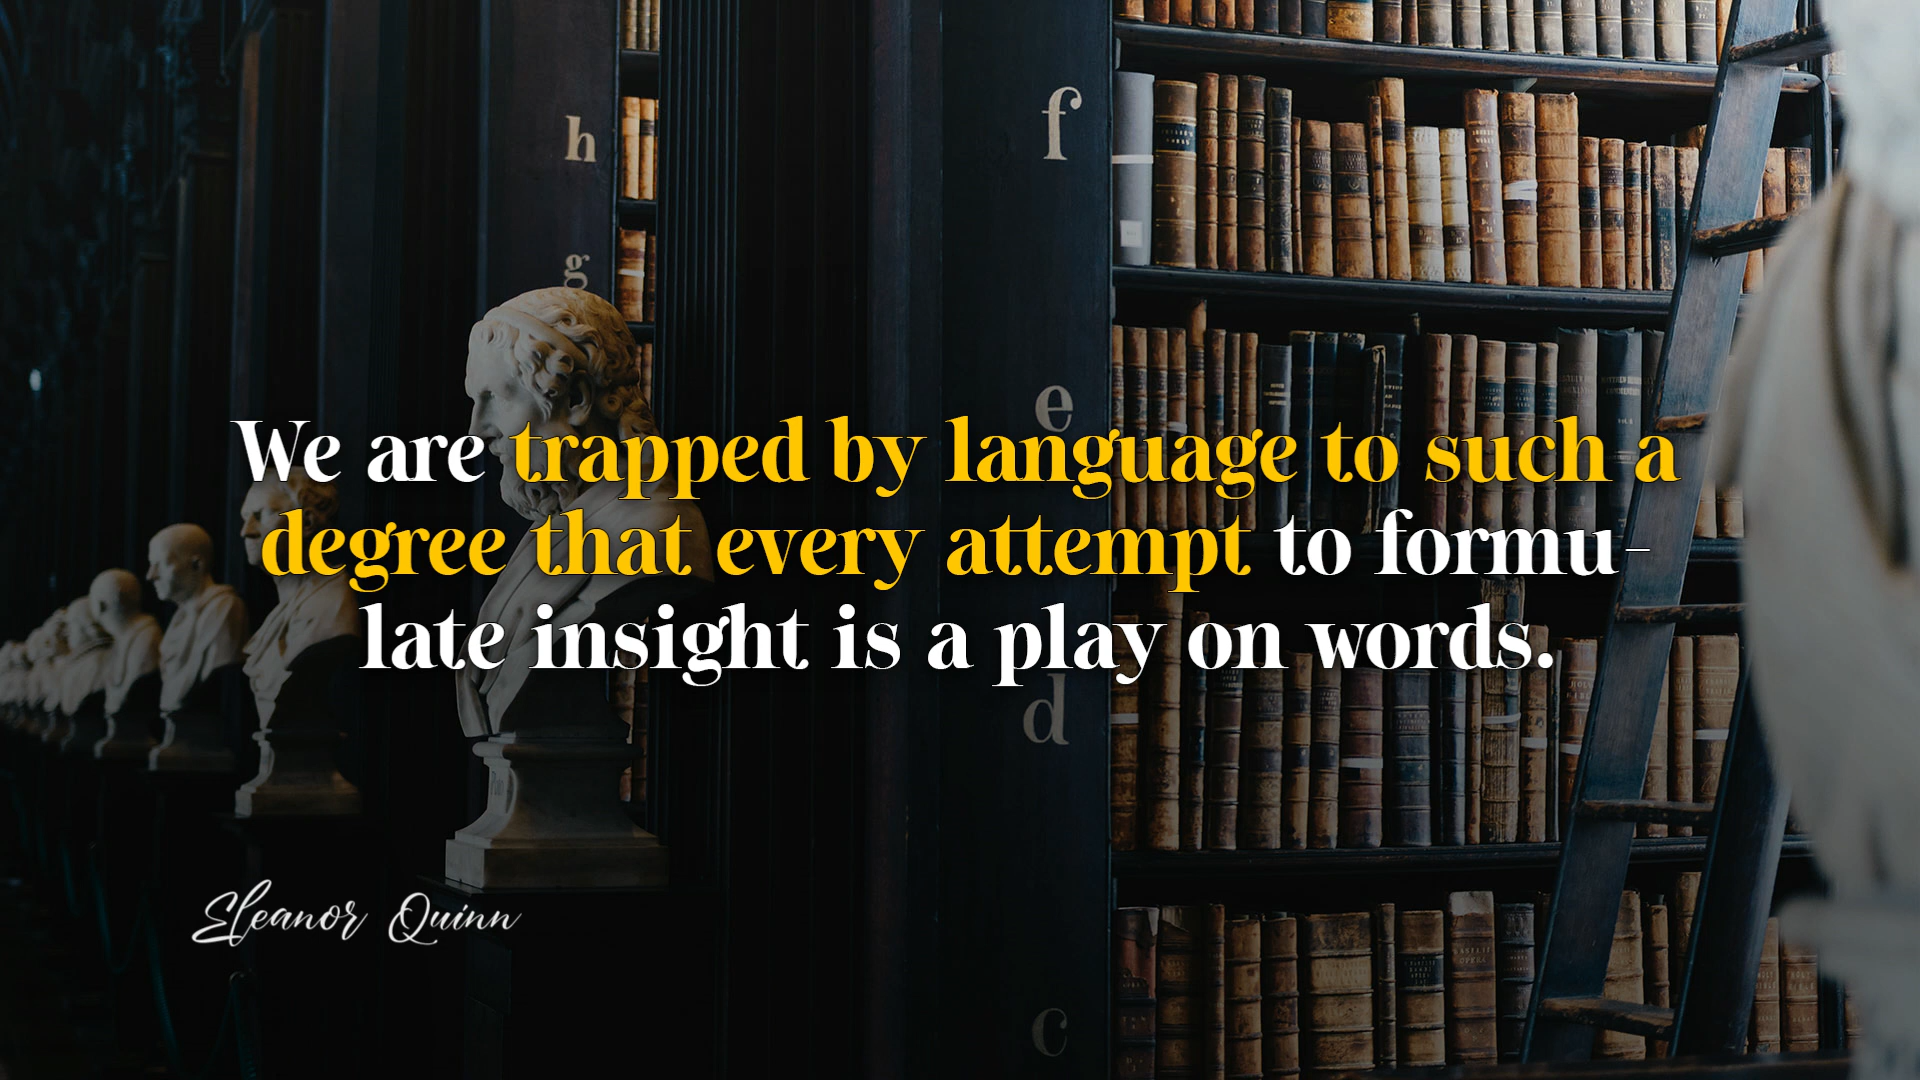 h
f
g
e
We are trapped by language to such a
degree that every attempt to formu-
late insight is a play on words.
d
Eleanor Quinn
c